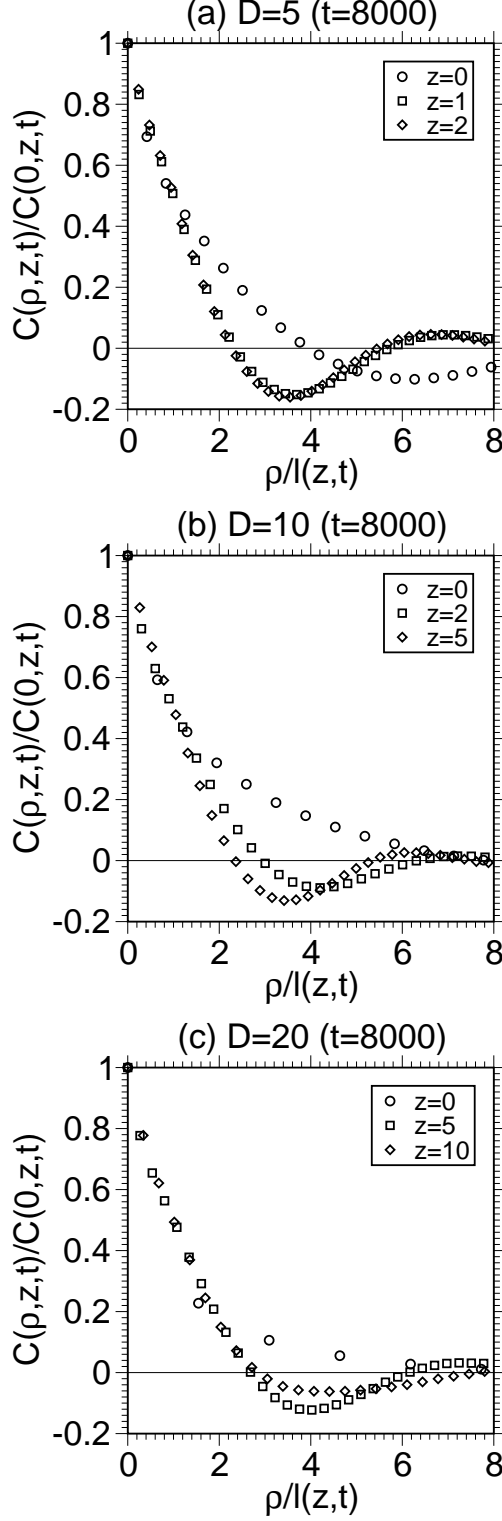 (a) D=5 (t=8000)
1
0.8
0.6
0.4
0.2
0
-0.2
C(ρ,z,t)/C(0,z,t)
z=0
z=1
z=2
0 2 4 6 8
ρ/l(z,t)
(b) D=10 (t=8000)
1
0.8
0.6
0.4
0.2
0
-0.2
C(ρ,z,t)/C(0,z,t)
z=0
z=2
z=5
0 2 4 6 8
ρ/l(z,t)
(c) D=20 (t=8000)
1
0.8
0.6
0.4
0.2
0
-0.2
C(ρ,z,t)/C(0,z,t)
z=0
z=5
z=10
0 2 4 6 8
ρ/l(z,t)